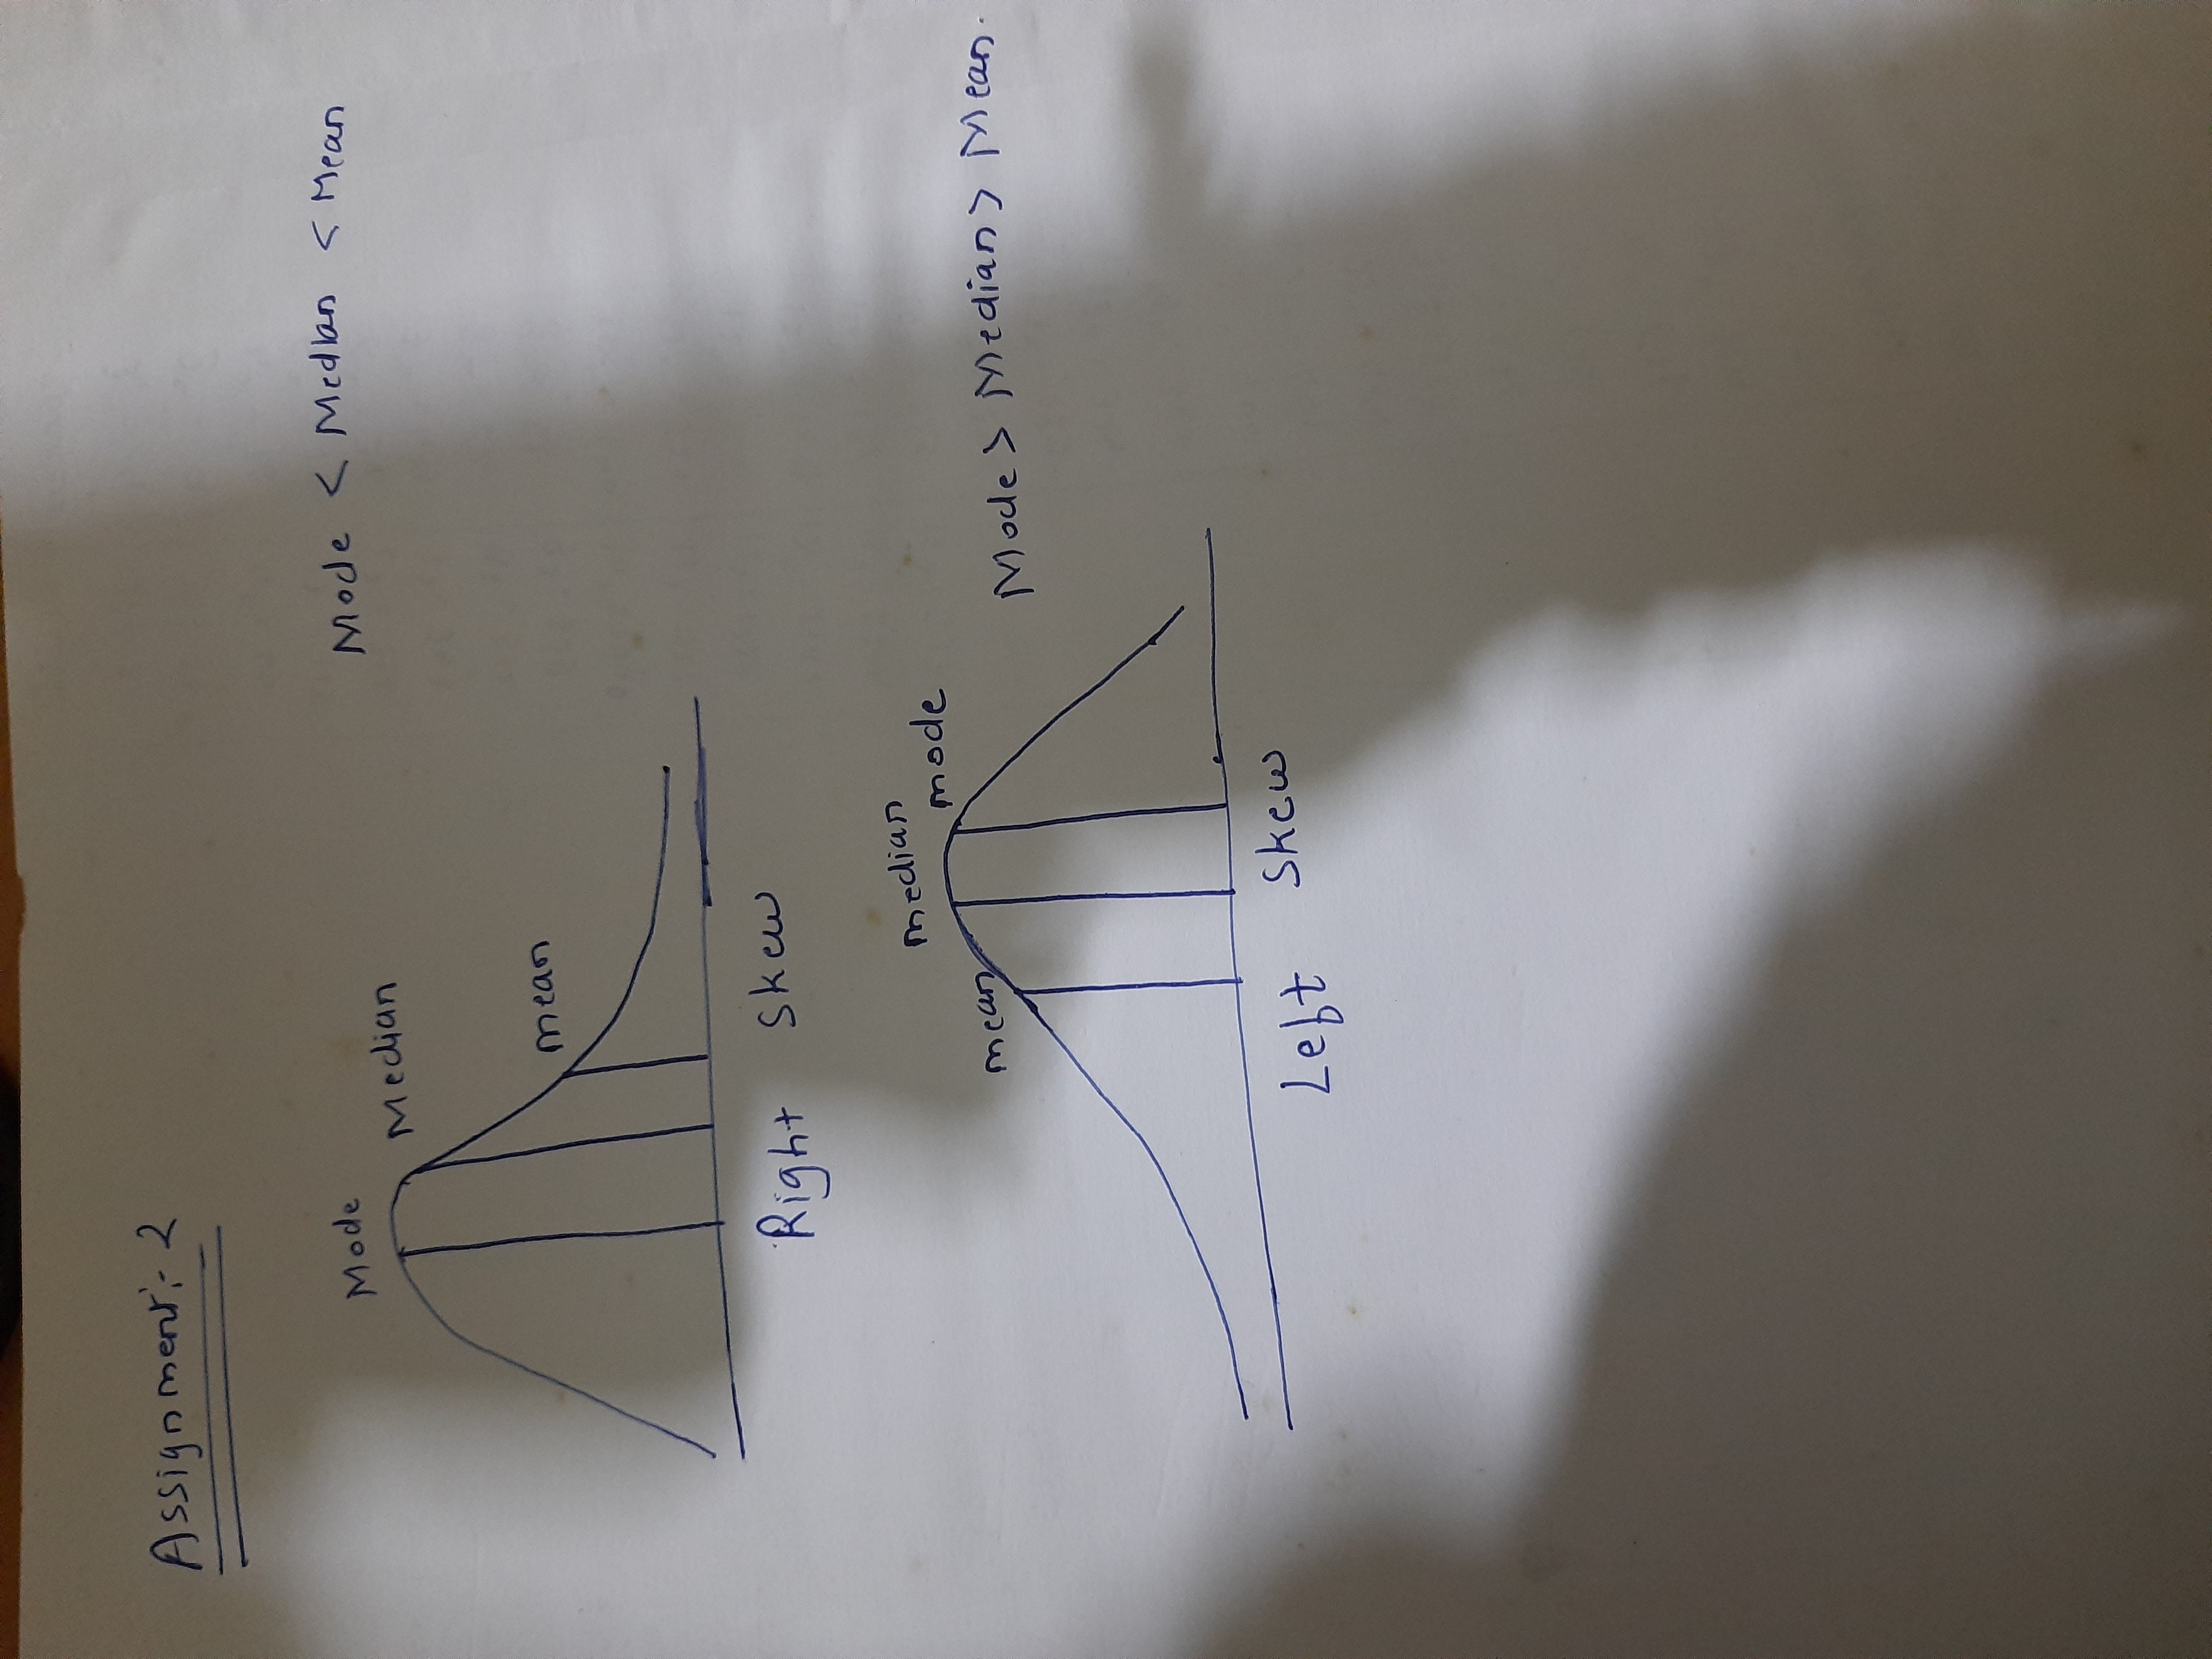 Assignment:- 2
Mode < Median < Mean
Mode
Median
mean
Right Skew
median
mode
mean
Mode > Median > Mean.
Left Skew